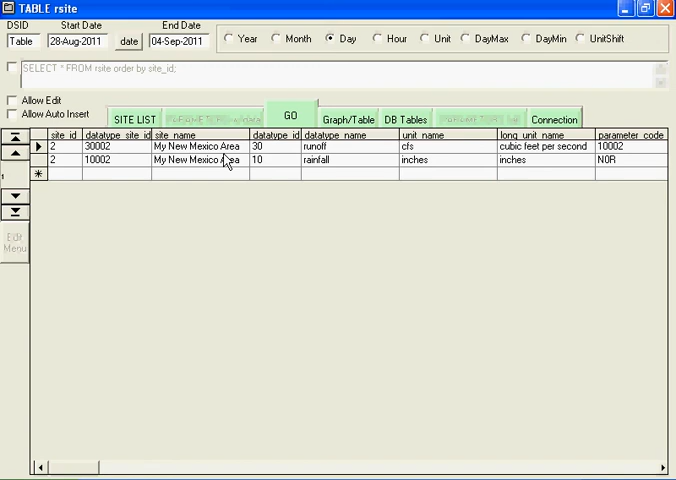 TABLE rsite
DSID Start Date End Date
Table 28-Aug-2011 date 04-Sep-2011 Year Month Day Hour Unit DayMax DayMin UnitShift
SELECT * FROM rsite order by site_id;
Allow Edit
Allow Auto Insert
SITE LIST GO Graph/Table DB Tables Connection
site_id datatype_site_id site_name datatype_id datatype_name unit_name long_unit_name parameter_code
2 30002 My New Mexico Area 30 runoff cfs cubic feet per second 10002
2 10002 My New Mexico Area 10 rainfall inches inches N0R
1
Edit
Menu